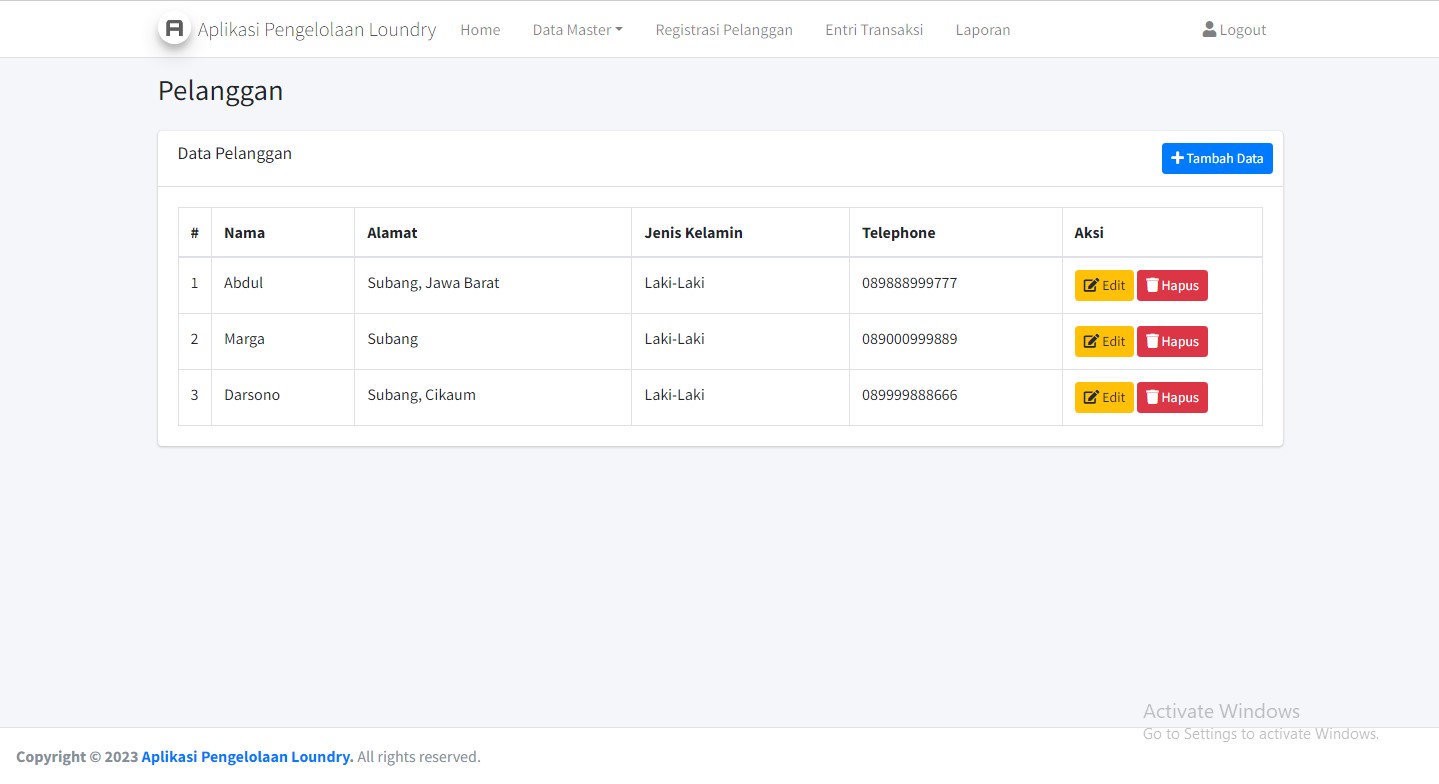 Aplikasi Pengelolaan Loundry Home Data Master Registrasi Pelanggan Entri Transaksi Laporan Logout
Pelanggan
Data Pelanggan Tambah Data
# Nama Alamat Jenis Kelamin Telephone Aksi
1 Abdul Subang, Jawa Barat Laki-Laki 089888999777 Edit Hapus
2 Marga Subang Laki-Laki 089000999889 Edit Hapus
3 Darsono Subang, Cikaum Laki-Laki 089999888666 Edit Hapus
Activate Windows
Go to Settings to activate Windows.
Copyright © 2023 Aplikasi Pengelolaan Loundry. All rights reserved.